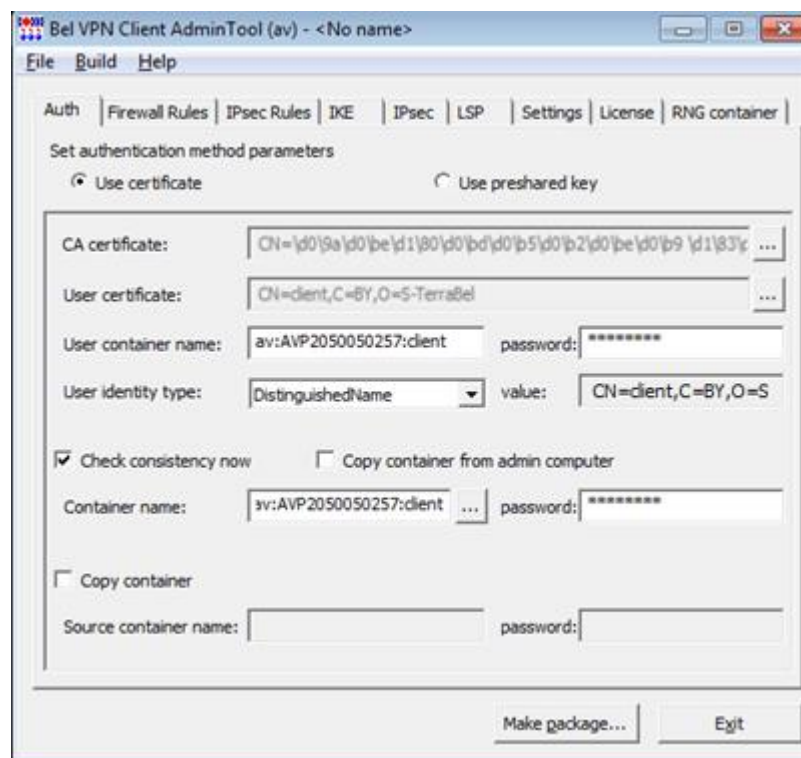 Bel VPN Client AdminTool (av) - <No name>
File Build Help
Auth Firewall Rules IPsec Rules IKE IPsec LSP Settings License RNG container
Set authentication method parameters
Use certificate Use preshared key
CA certificate: CN=\d0\9a\d0\be\d1\80\d0\bd\d0\b5\d0\b2\d0\be\d0\b9 \d1\83\ ...
User certificate: CN=client,C=BY,O=S-TerraBel ...
User container name: av:AVP2050050257:client password: ********
User identity type: DistinguishedName value: CN=client,C=BY,O=S
Check consistency now Copy container from admin computer
Container name: av:AVP2050050257:client ... password: ********
Copy container
Source container name: password:
Make package... Exit